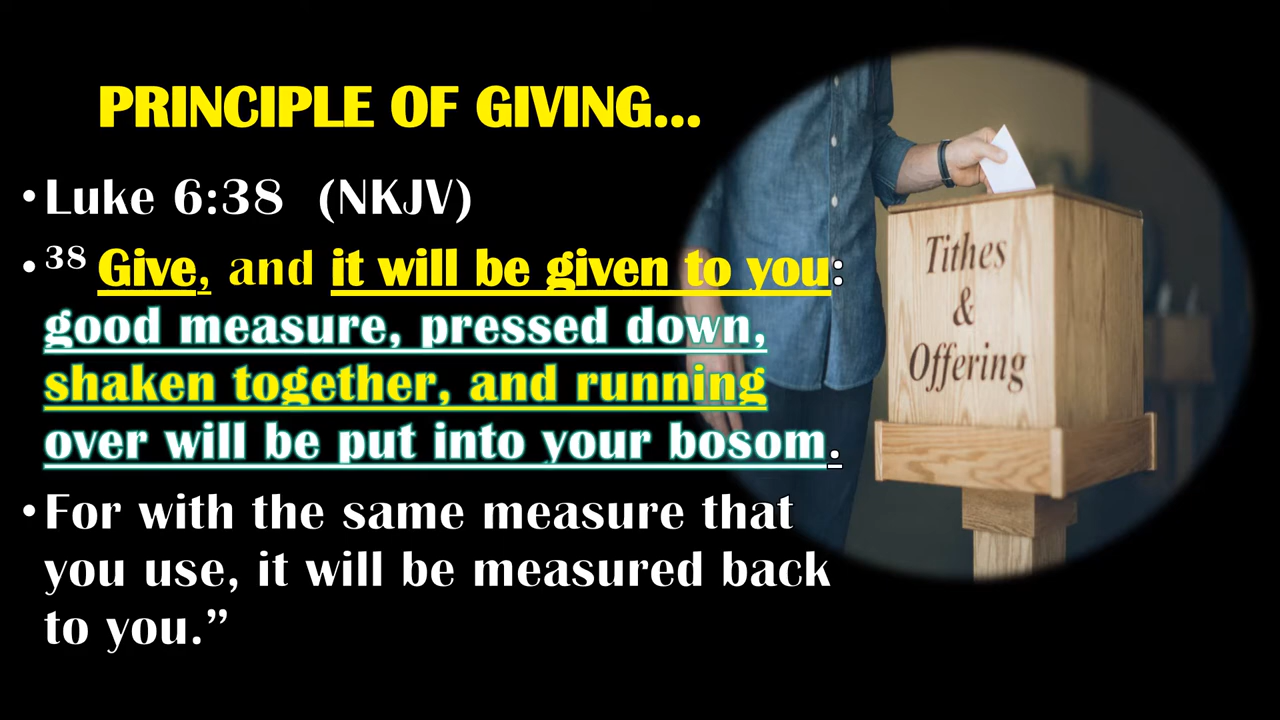 PRINCIPLE OF GIVING...
•Luke 6:38 (NKJV)
•38 Give, and it will be given to you:
good measure, pressed down,
shaken together, and running
over will be put into your bosom.
•For with the same measure that
you use, it will be measured back
to you.”
Tithes
&
Offering